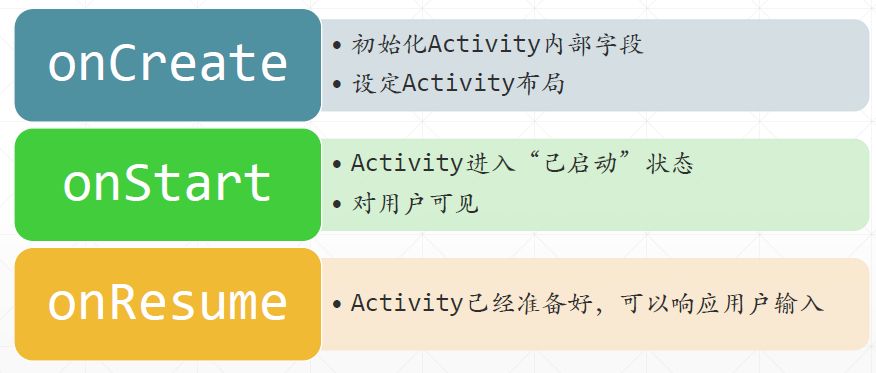 onCreate
• 初始化Activity内部字段
• 设定Activity布局
onStart
• Activity进入“已启动”状态
• 对用户可见
onResume
• Activity已经准备好，可以响应用户输入